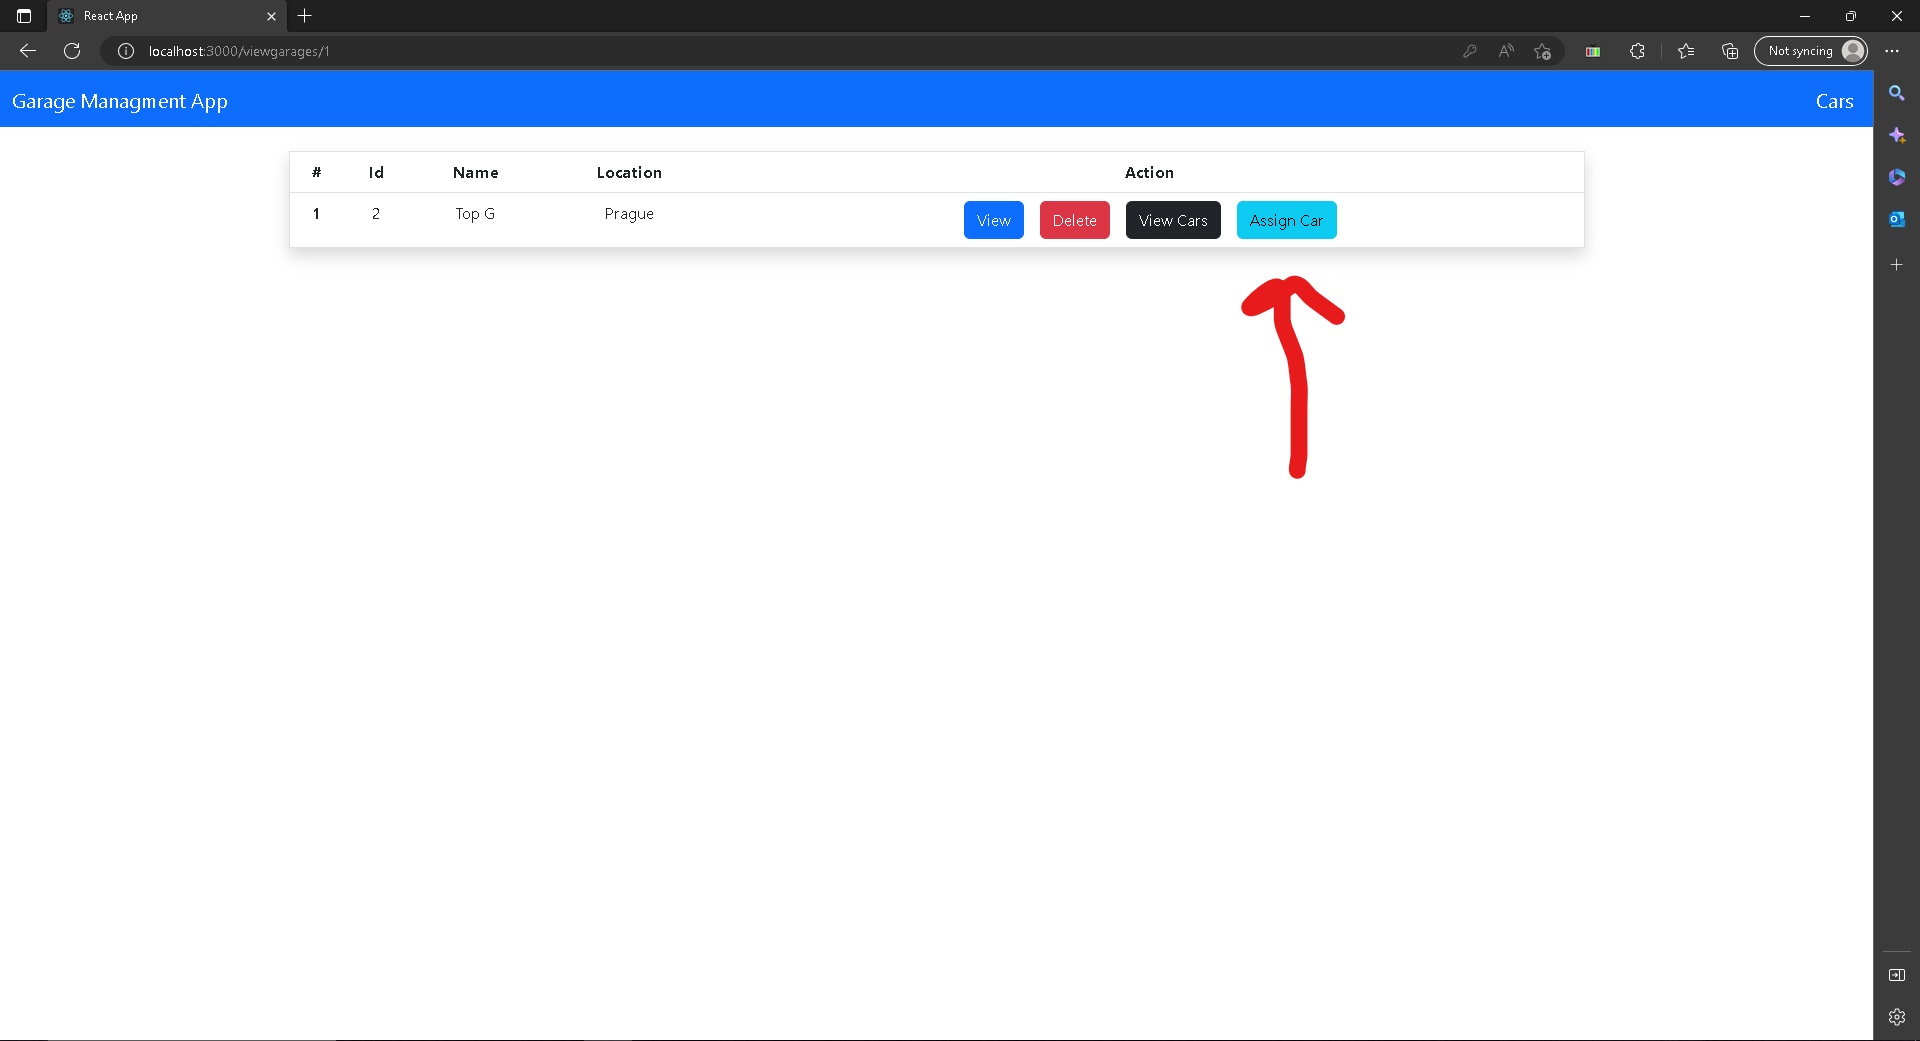 React App
localhost:3000/viewgarages/1
Not syncing
Garage Managment App
Cars
# Id Name Location Action
1 2 Top G Prague View Delete View Cars Assign Car